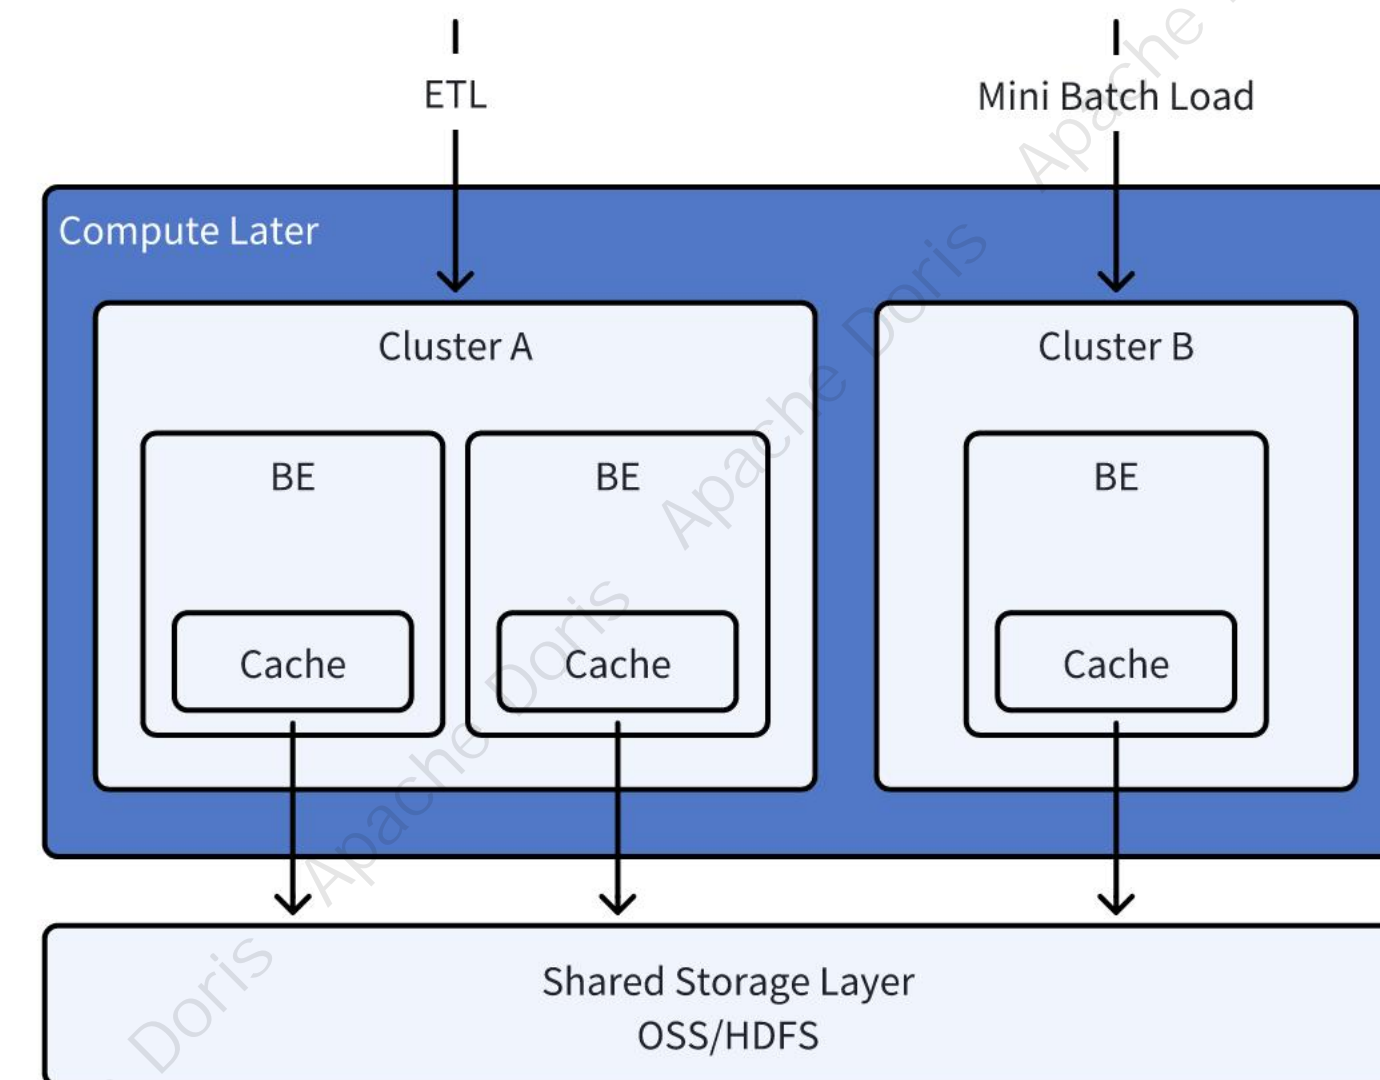 ETL
Mini Batch Load
Compute Later
Cluster A
Cluster B
BE
BE
BE
Cache
Cache
Cache
Shared Storage Layer
OSS/HDFS
Apache
Apache Doris
Apache Doris
Doris